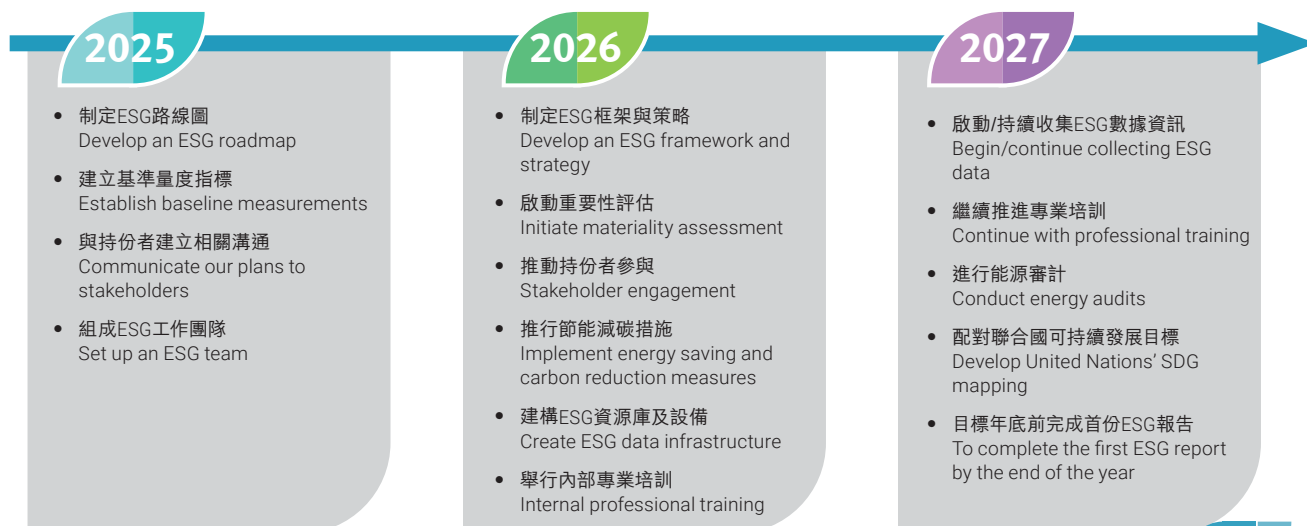 2025
制定ESG路線圖
Develop an ESG roadmap
建立基準量度指標
Establish baseline measurements
與持份者建立相關溝通
Communicate our plans to
stakeholders
組成ESG工作團隊
Set up an ESG team
2026
制定ESG框架與策略
Develop an ESG framework and
strategy
啟動重要性評估
Initiate materiality assessment
推動持份者參與
Stakeholder engagement
推行節能減碳措施
Implement energy saving and
carbon reduction measures
建構ESG資源庫及設備
Create ESG data infrastructure
舉行內部專業培訓
Internal professional training
2027
啟動/持續收集ESG數據資訊
Begin/continue collecting ESG
data
繼續推進專業培訓
Continue with professional training
進行能源審計
Conduct energy audits
配對聯合國可持續發展目標
Develop United Nations’ SDG
mapping
目標年底前完成首份ESG報告
To complete the first ESG report
by the end of the year